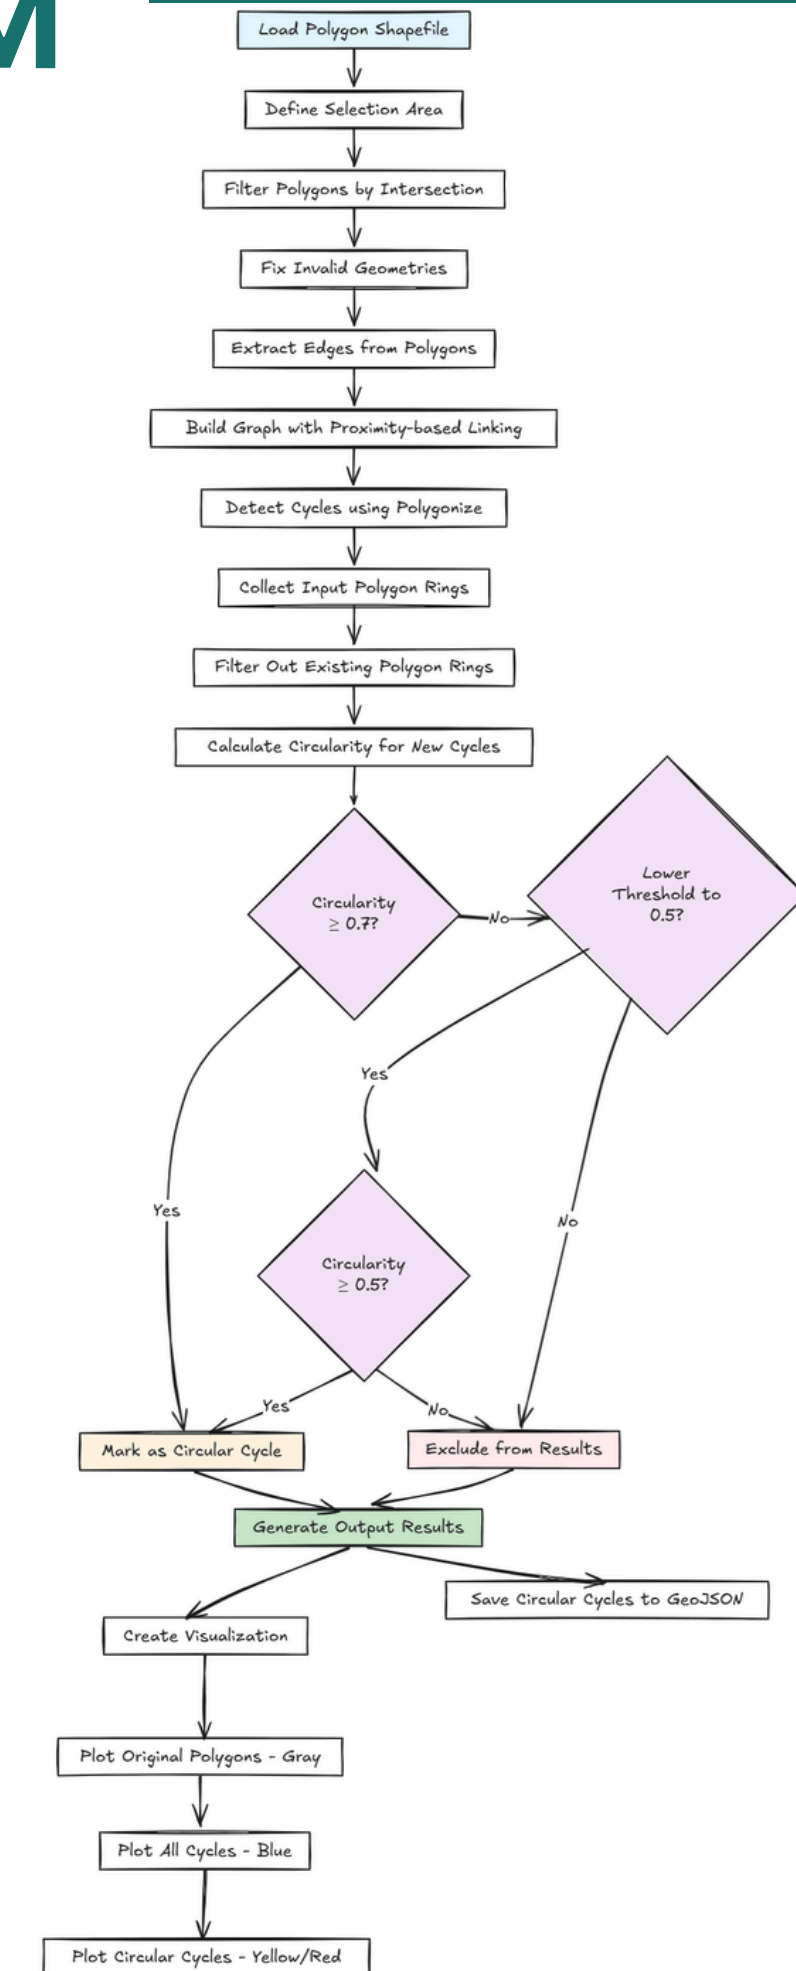 M
Load Polygon Shapefile
Define Selection Area
Filter Polygons by Intersection
Fix Invalid Geometries
Extract Edges from Polygons
Build Graph with Proximity-based Linking
Detect Cycles using Polygonize
Collect Input Polygon Rings
Filter Out Existing Polygon Rings
Calculate Circularity for New Cycles
Circularity
≥ 0.7?
No
Lower
Threshold to
0.5?
Yes
Yes
No
Circularity
≥ 0.5?
Yes
No
Mark as Circular Cycle
Exclude from Results
Generate Output Results
Save Circular Cycles to GeoJSON
Create Visualization
Plot Original Polygons - Gray
Plot All Cycles - Blue
Plot Circular Cycles - Yellow/Red